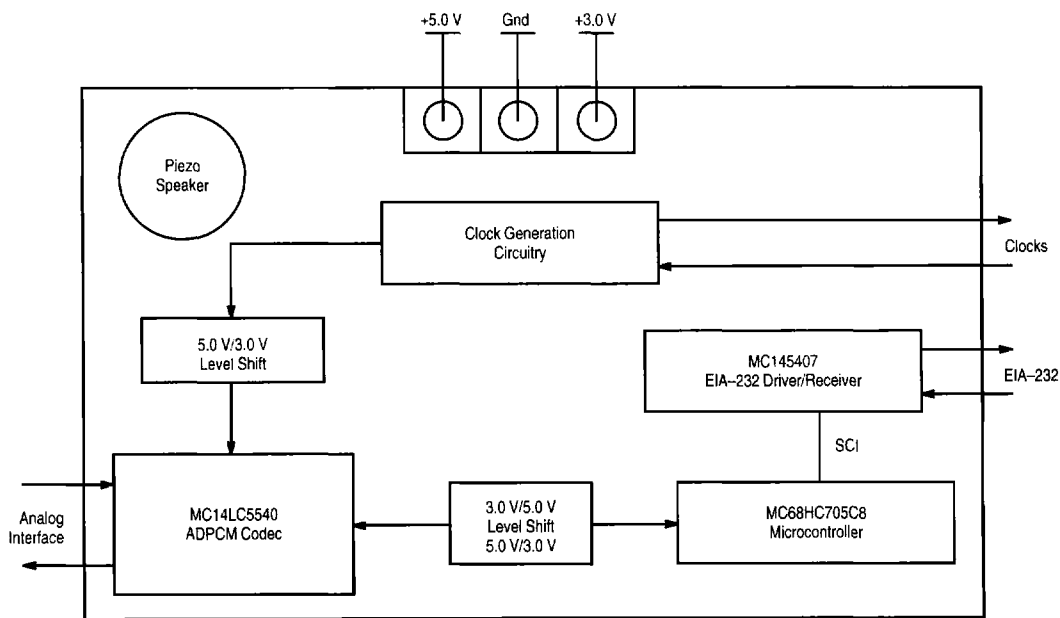 +5.0 V
Gnd
+3.0 V
Piezo
Speaker
Clock Generation
Circuitry
Clocks
5.0 V/3.0 V
Level Shift
MC145407
EIA–232 Driver/Receiver
EIA–232
SCI
MC14LC5540
ADPCM Codec
3.0 V/5.0 V
Level Shift
5.0 V/3.0 V
MC68HC705C8
Microcontroller
Analog
Interface